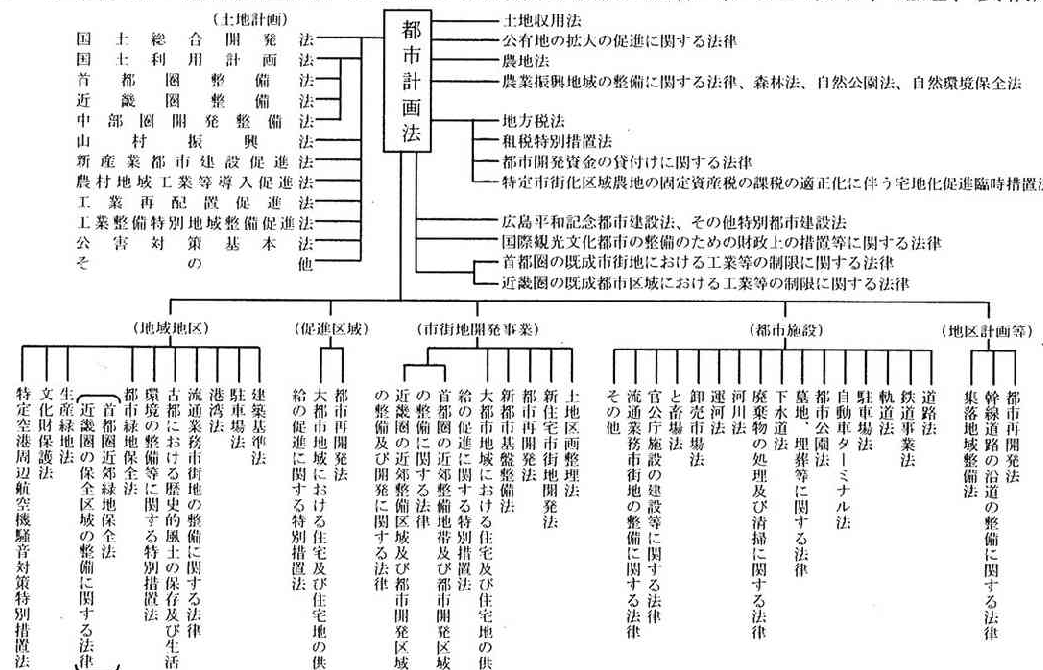 (土地計画)
国土総合開発法
国土利用計画法
首都圏整備法
近畿圏整備法
中部圏開発整備法
山村振興法
新産業都市建設促進法
農村地域工業等導入促進法
工業再配置促進法
工業整備特別地域整備促進法
公害対策基本法
その他
都市計画法
土地収用法
公有地の拡大の促進に関する法律
農地法
農業振興地域の整備に関する法律、森林法、自然公園法、自然環境保全法
地方税法
租税特別措置法
都市開発資金の貸付けに関する法律
特定市街化区域農地の固定資産税の課税の適正化に伴う宅地化促進臨時措置法
広島平和記念都市建設法、その他特別都市建設法
国際観光文化都市の整備のための財政上の措置等に関する法律
首都圏の既成市街地における工業等の制限に関する法律
近畿圏の既成都市区域における工業等の制限に関する法律
(地域地区)
建築基準法
駐車場法
港湾法
流通業務市街地の整備に関する法律
古都における歴史的風土の保存及び生活
環境の整備等に関する特別措置法
都市緑地保全法
首都圏近郊緑地保全法
近畿圏の保全区域の整備に関する法律
生産緑地法
文化財保護法
特定空港周辺航空機騒音対策特別措置法
(促進区域)
都市再開発法
大都市地域における住宅及び住宅地の供
給の促進に関する特別措置法
(市街地開発事業)
土地区画整理法
新住宅市街地開発法
都市再開発法
新都市基盤整備法
大都市地域における住宅及び住宅地の供
給の促進に関する特別措置法
首都圏の近郊整備地帯及び都市開発区域
の整備に関する法律
近畿圏の近郊整備区域及び都市開発区域
の整備及び開発に関する法律
(都市施設)
道路法
鉄道事業法
軌道法
駐車場法
自動車ターミナル法
都市公園法
墓地、埋葬等に関する法律
下水道法
廃棄物の処理及び清掃に関する法律
河川法
運河法
卸売市場法
と畜場法
官公庁施設の建設等に関する法律
流通業務市街地の整備に関する法律
その他
(地区計画等)
都市再開発法
幹線道路の沿道の整備に関する法律
集落地域整備法